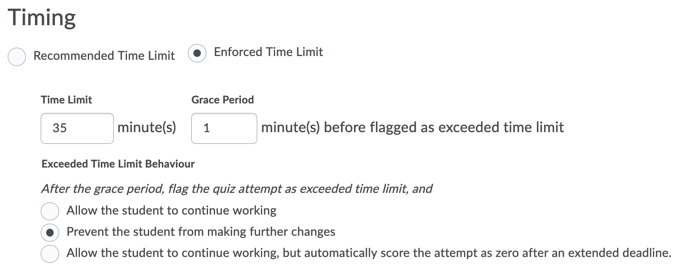 Timing
Recommended Time Limit Enforced Time Limit
Time Limit Grace Period
35 minute(s) 1 minute(s) before flagged as exceeded time limit
Exceeded Time Limit Behaviour
After the grace period, flag the quiz attempt as exceeded time limit, and
Allow the student to continue working
Prevent the student from making further changes
Allow the student to continue working, but automatically score the attempt as zero after an extended deadline.